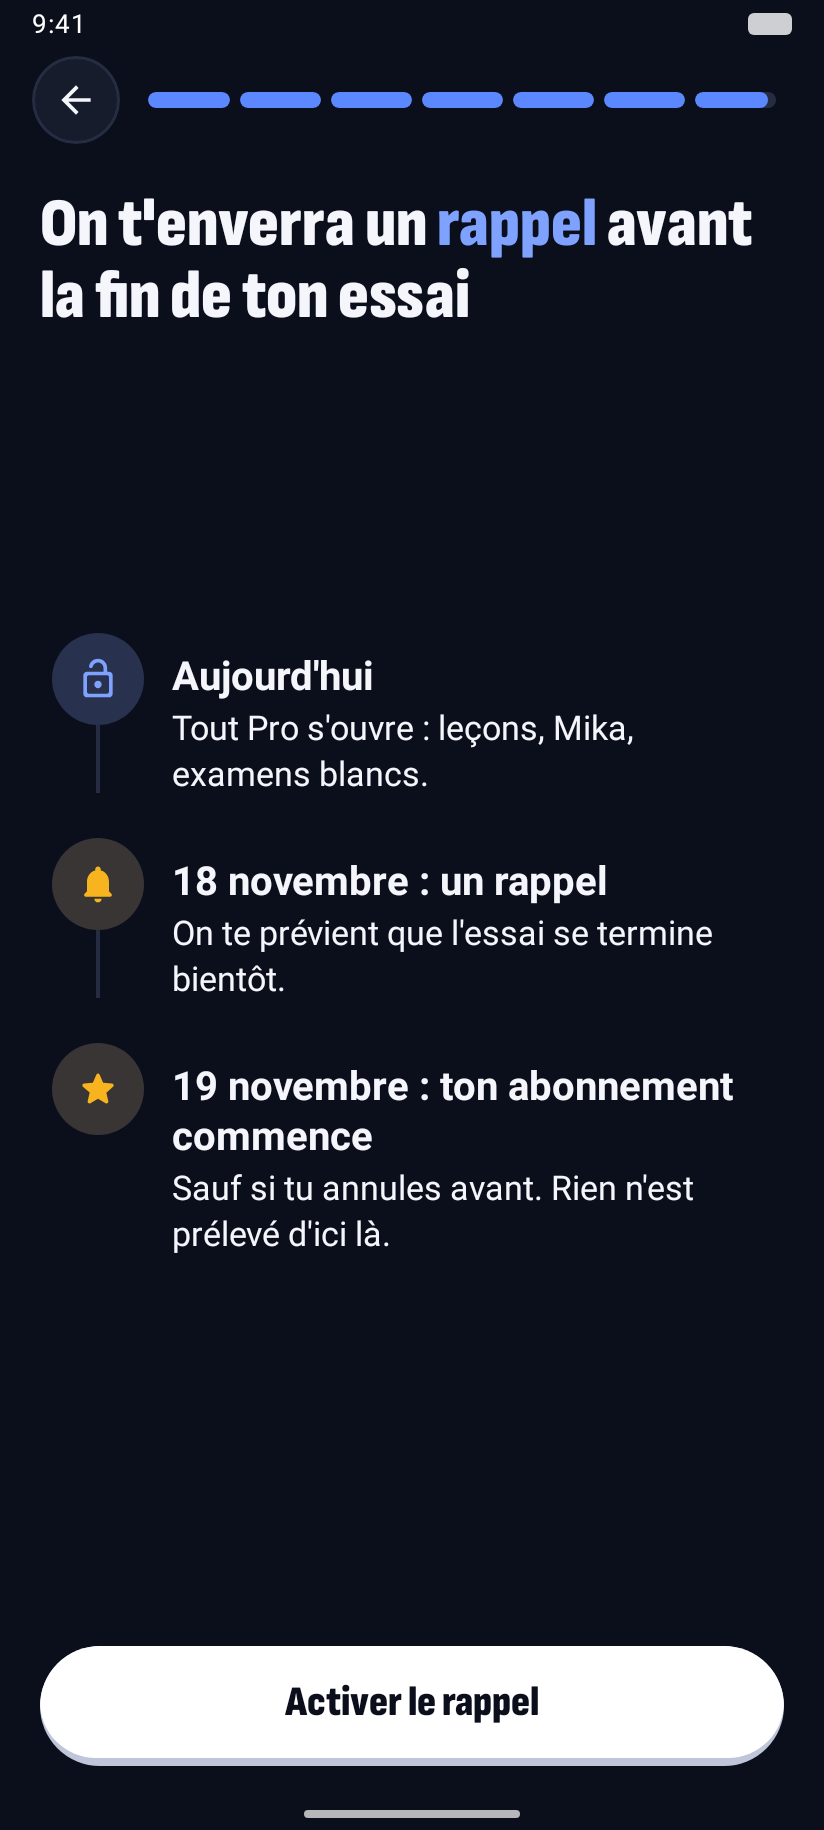 9:41
On t'enverra un rappel avant
la fin de ton essai
Aujourd'hui
Tout Pro s'ouvre : leçons, Mika,
examens blancs.
18 novembre : un rappel
On te prévient que l'essai se termine
bientôt.
19 novembre : ton abonnement
commence
Sauf si tu annules avant. Rien n'est
prélevé d'ici là.
Activer le rappel